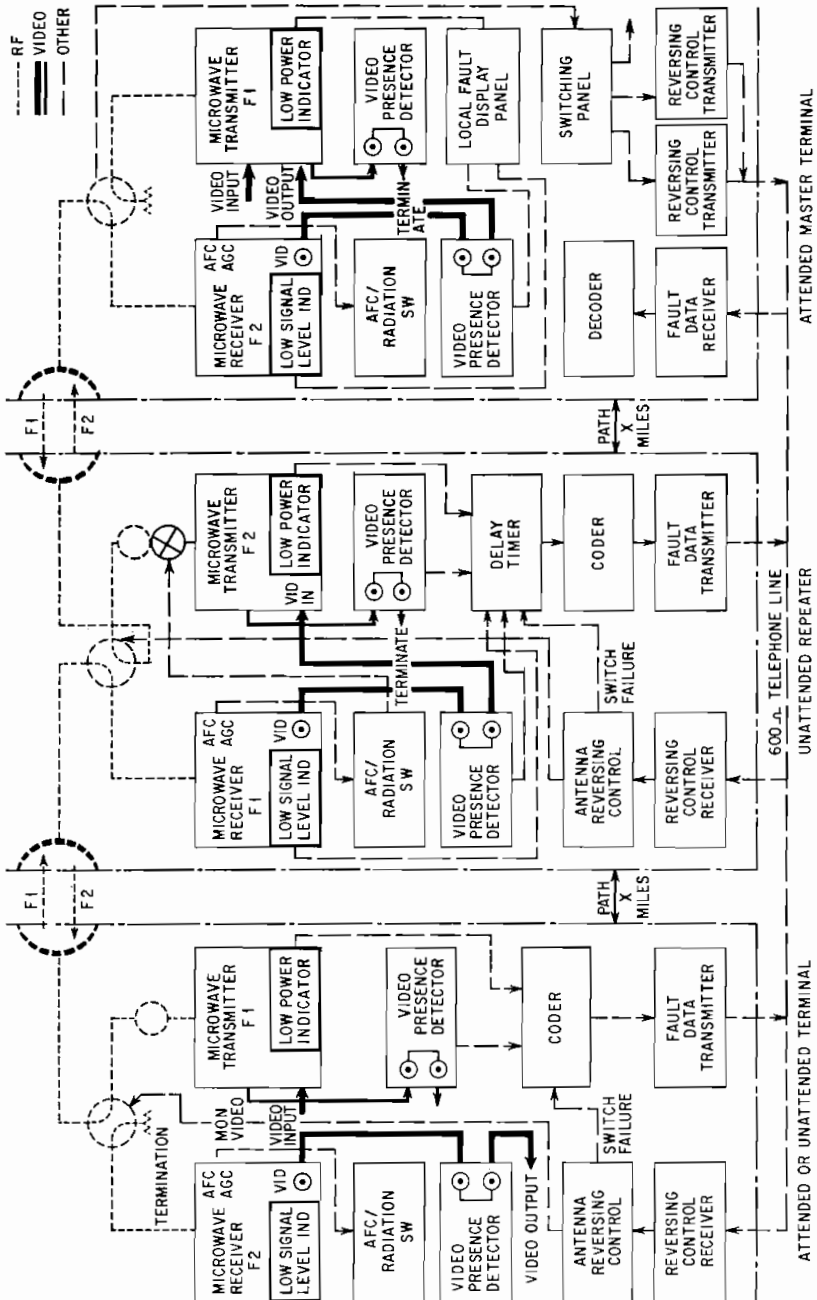 RF
VIDEO
OTHER
F1
F2
TERMINATION
MICROWAVE
RECEIVER
F2
AFC
AGC
VID
LOW SIGNAL
LEVEL IND
MON
VIDEO
VIDEO
INPUT
MICROWAVE
TRANSMITTER
F1
LOW POWER
INDICATOR
AFC/
RADIATION
SW
VIDEO
PRESENCE
DETECTOR
VIDEO
PRESENCE
DETECTOR
VIDEO OUTPUT
CODER
ANTENNA
REVERSING
CONTROL
SWITCH
FAILURE
REVERSING
CONTROL
RECEIVER
FAULT
DATA
TRANSMITTER
ATTENDED OR UNATTENDED TERMINAL
PATH
X
MILES
F1
F2
MICROWAVE
RECEIVER
F1
AFC
AGC
VID
LOW SIGNAL
LEVEL IND
MICROWAVE
TRANSMITTER
F2
VID
IN
LOW POWER
INDICATOR
AFC/
RADIATION
SW
TERMINATE
VIDEO
PRESENCE
DETECTOR
VIDEO
PRESENCE
DETECTOR
DELAY
TIMER
ANTENNA
REVERSING
CONTROL
SWITCH
FAILURE
CODER
REVERSING
CONTROL
RECEIVER
FAULT DATA
TRANSMITTER
600Ω TELEPHONE LINE
UNATTENDED REPEATER
PATH
X
MILES
MICROWAVE
RECEIVER
F2
AFC
AGC
VID
LOW SIGNAL
LEVEL IND
VIDEO
INPUT
VIDEO
OUTPUT
MICROWAVE
TRANSMITTER
F1
LOW POWER
INDICATOR
AFC/
RADIATION
SW
TERMIN
ATE
VIDEO
PRESENCE
DETECTOR
VIDEO
PRESENCE
DETECTOR
LOCAL FAULT
DISPLAY
PANEL
DECODER
SWITCHING
PANEL
FAULT
DATA
RECEIVER
REVERSING
CONTROL
TRANSMITTER
REVERSING
CONTROL
TRANSMITTER
ATTENDED MASTER TERMINAL